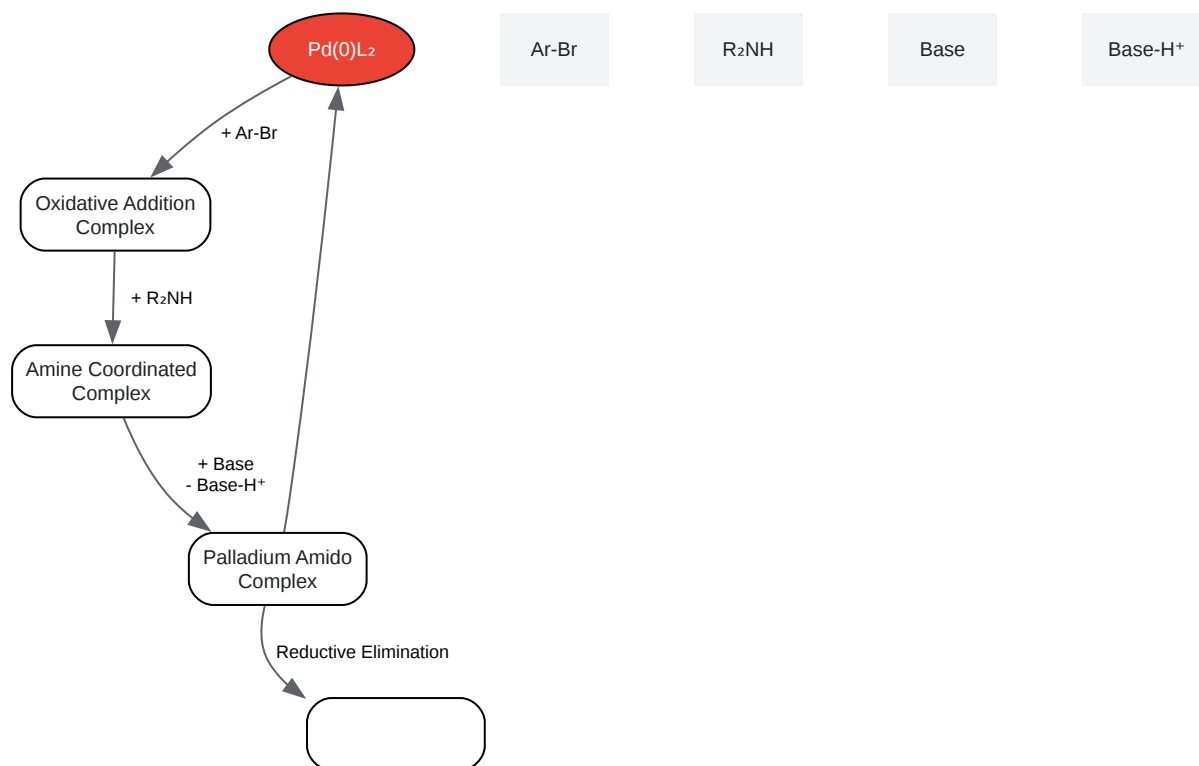 Pd(0)L₂
Ar-Br
R₂NH
Base
Base-H⁺
+ Ar-Br
Oxidative Addition
Complex
+ R₂NH
Amine Coordinated
Complex
+ Base
- Base-H⁺
Palladium Amido
Complex
Reductive Elimination